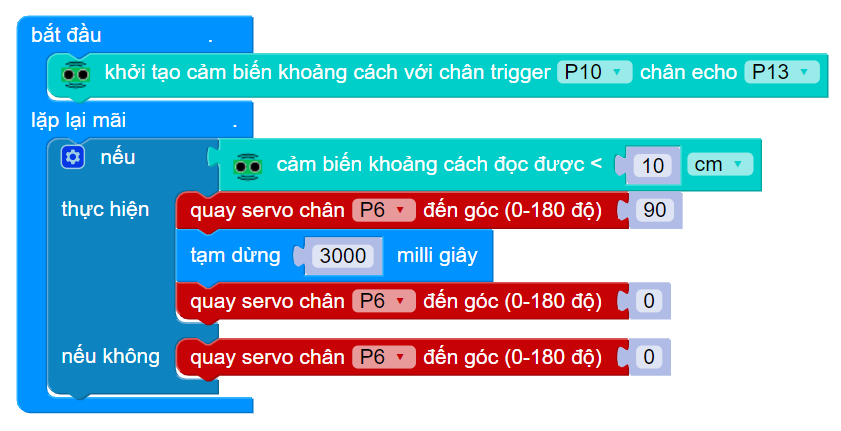 bắt đầu .
khởi tạo cảm biến khoảng cách với chân trigger P10 chân echo P13
lặp lại mãi .
nếu cảm biến khoảng cách đọc được < 10 cm
thực hiện quay servo chân P6 đến góc (0-180 độ) 90
tạm dừng 3000 milli giây
quay servo chân P6 đến góc (0-180 độ) 0
nếu không quay servo chân P6 đến góc (0-180 độ) 0